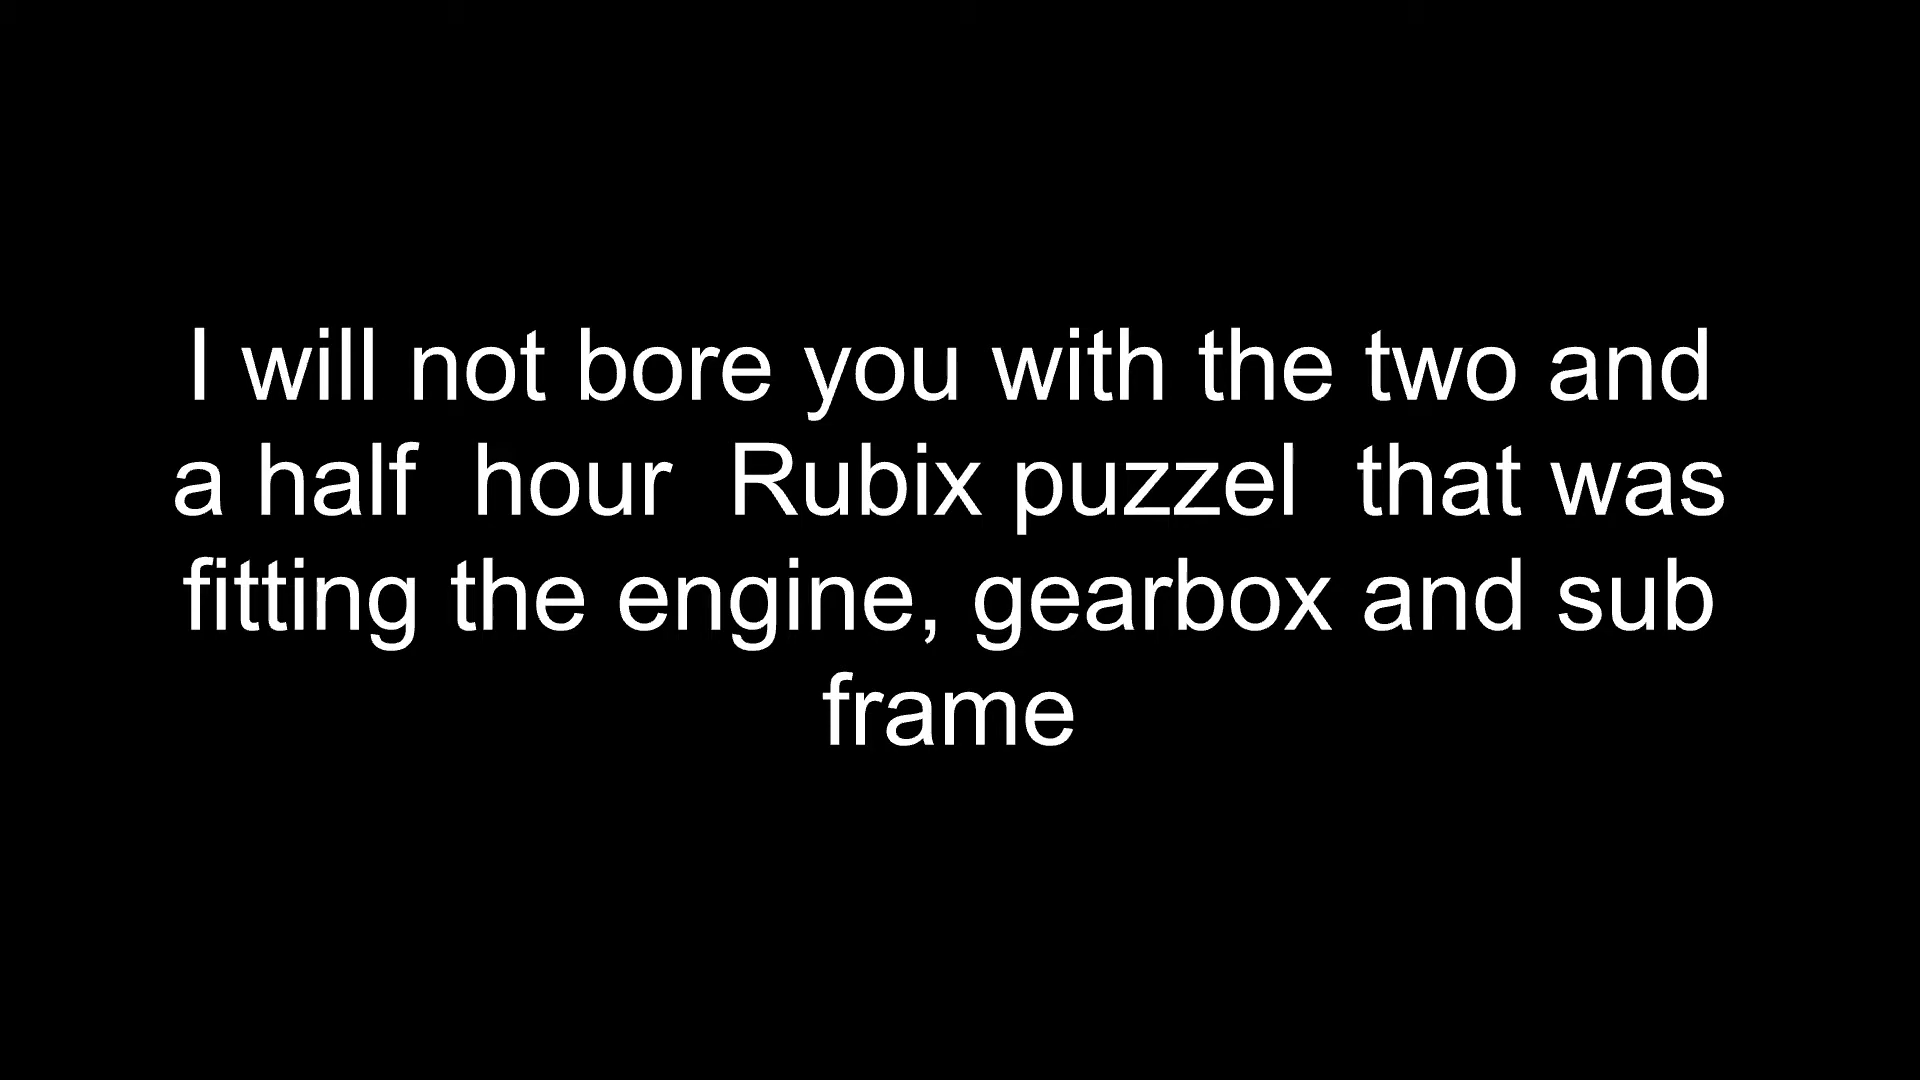 I will not bore you with the two and
a half  hour  Rubix puzzel  that was
fitting the engine, gearbox and sub
frame